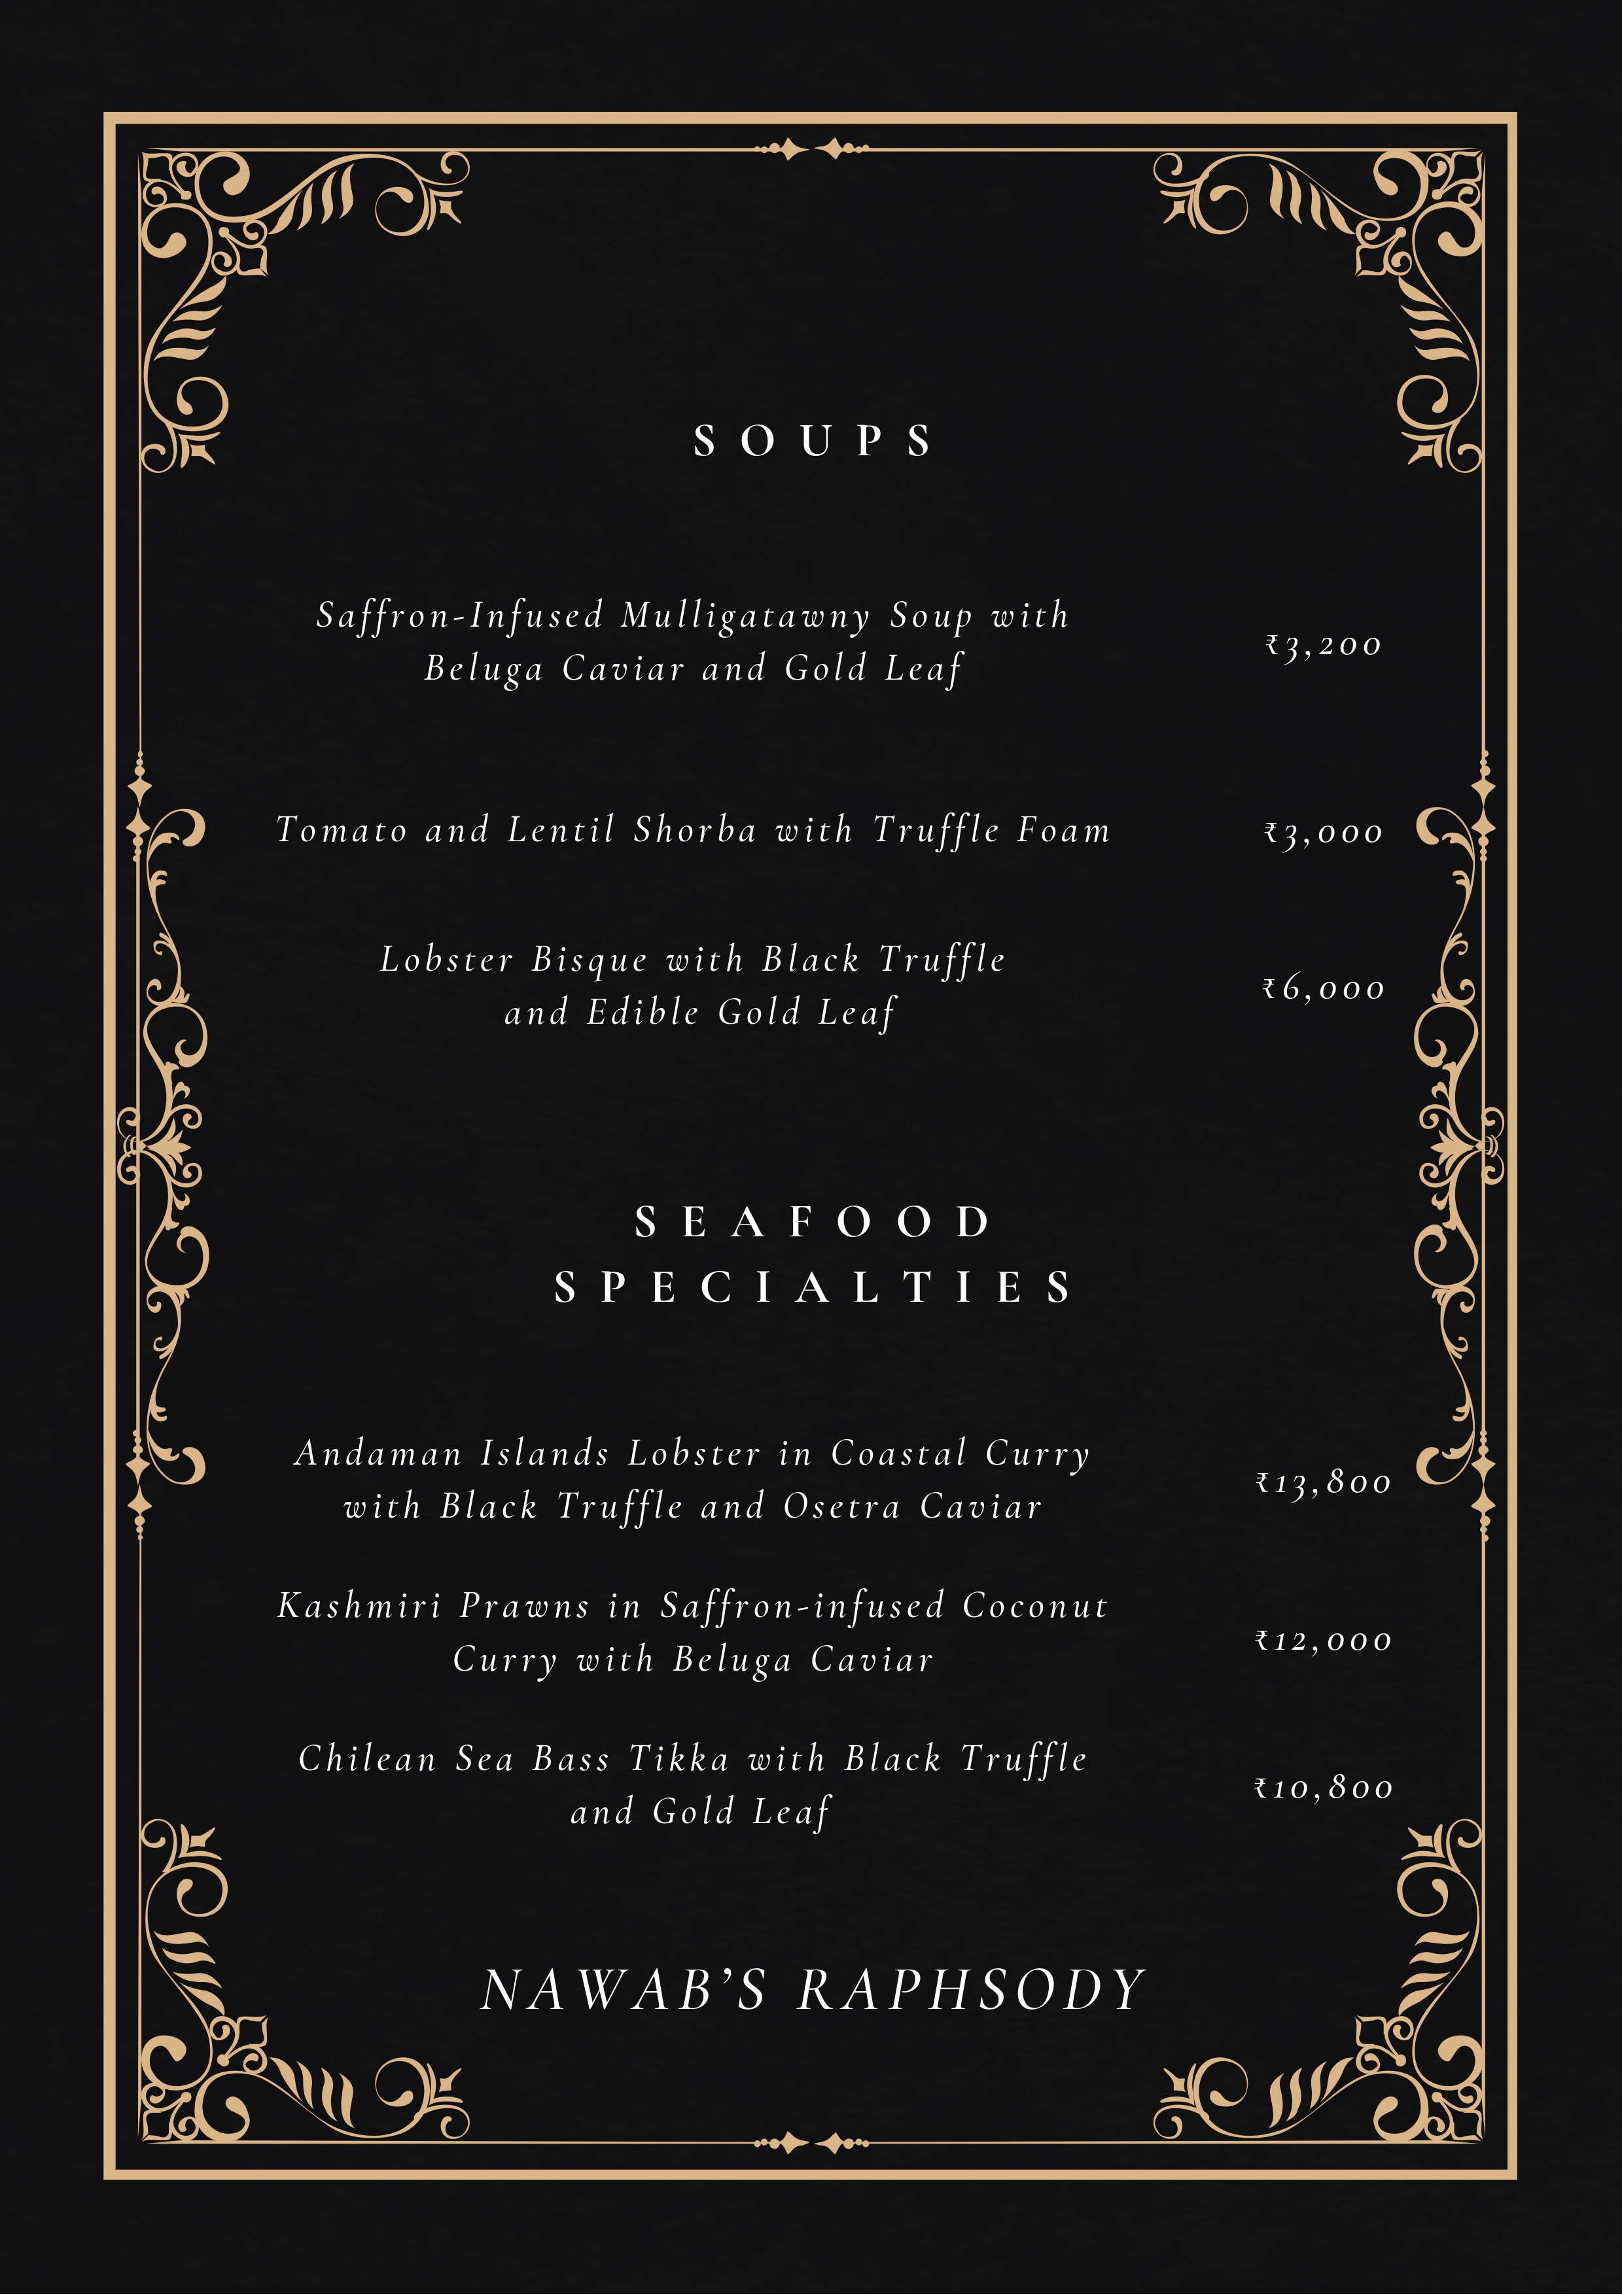 SOUPS
Saffron-Infused Mulligatawny Soup with
Beluga Caviar and Gold Leaf
₹3,200
Tomato and Lentil Shorba with Truffle Foam
₹3,000
Lobster Bisque with Black Truffle
and Edible Gold Leaf
₹6,000
SEAFOOD
SPECIALTIES
Andaman Islands Lobster in Coastal Curry
with Black Truffle and Osetra Caviar
₹13,800
Kashmiri Prawns in Saffron-infused Coconut
Curry with Beluga Caviar
₹12,000
Chilean Sea Bass Tikka with Black Truffle
and Gold Leaf
₹10,800
NAWAB’S RAPHSODY